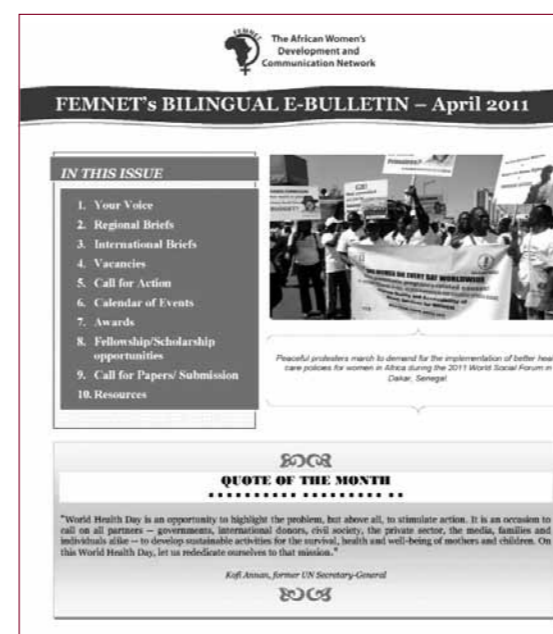 FEMNET
The African Women's
Development and
Communication Network
FEMNET's BILINGUAL E-BULLETIN – April 2011
IN THIS ISSUE
1. Your Voice
2. Regional Briefs
3. International Briefs
4. Vacancies
5. Call for Action
6. Calendar of Events
7. Awards
8. Fellowship/Scholarship
opportunities
9. Call for Papers/ Submission
10. Resources
Peaceful protesters march to demand for the implementation of better heal
care policies for women in Africa during the 2011 World Social Forum in
Dakar, Senegal.
QUOTE OF THE MONTH
"World Health Day is an opportunity to highlight the problem, but above all, to stimulate action. It is an occasion to
call on all partners – governments, international donors, civil society, the private sector, the media, families and
individuals alike – to develop sustainable activities for the survival, health and well-being of mothers and children. On
this World Health Day, let us rededicate ourselves to that mission."
Kofi Annan, former UN Secretary-General